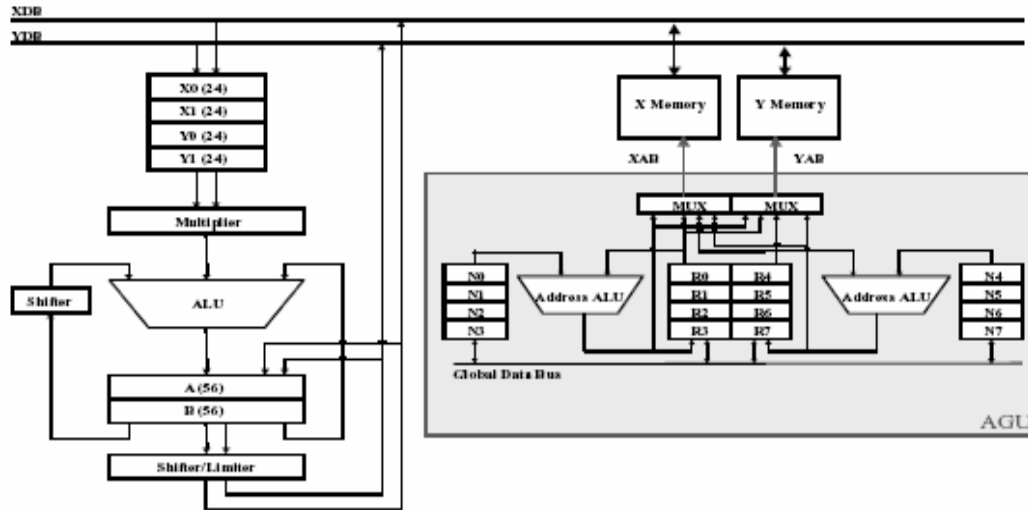 XDB
YDB
X0 (24)
X1 (24)
Y0 (24)
Y1 (24)
Multiplier
Shifter
ALU
A (56)
B (56)
Shifter/Limiter
X Memory
Y Memory
XAB
YAB
MUX
MUX
N0
N1
N2
N3
Address ALU
R0
R1
R2
R3
R4
R5
R6
R7
Address ALU
N4
N5
N6
N7
Global Data Bus
AGU